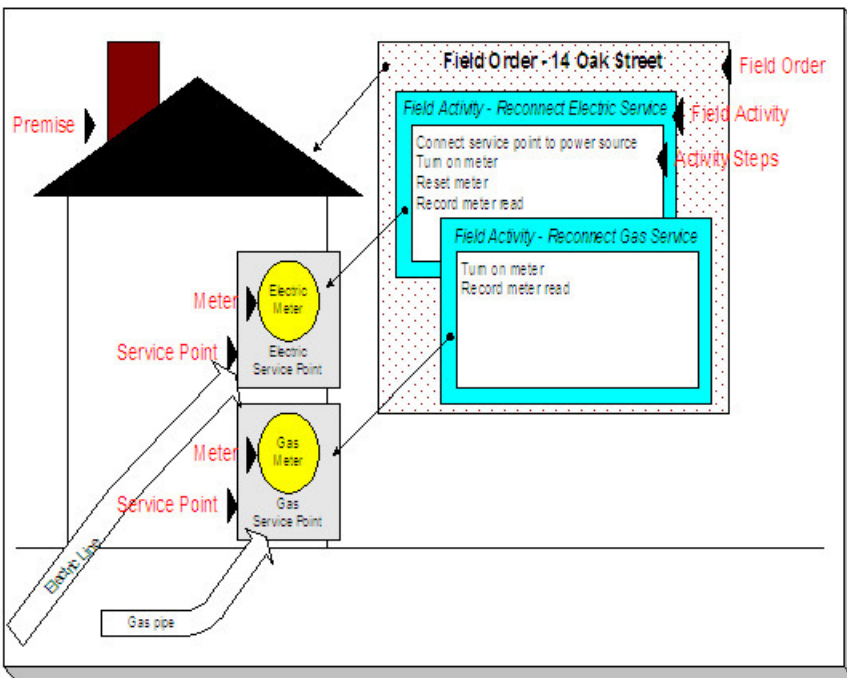 Field Order - 14 Oak Street
Field Order
Field Activity - Reconnect Electric Service
Field Activity
Premise
Connect service point to power source
Turn on meter
Reset meter
Record meter read
Activity Steps
Field Activity - Reconnect Gas Service
Turn on meter
Record meter read
Meter
Electric
Meter
Service Point
Electric
Service Point
Meter
Gas
Meter
Service Point
Gas
Service Point
Electric Line
Gas pipe